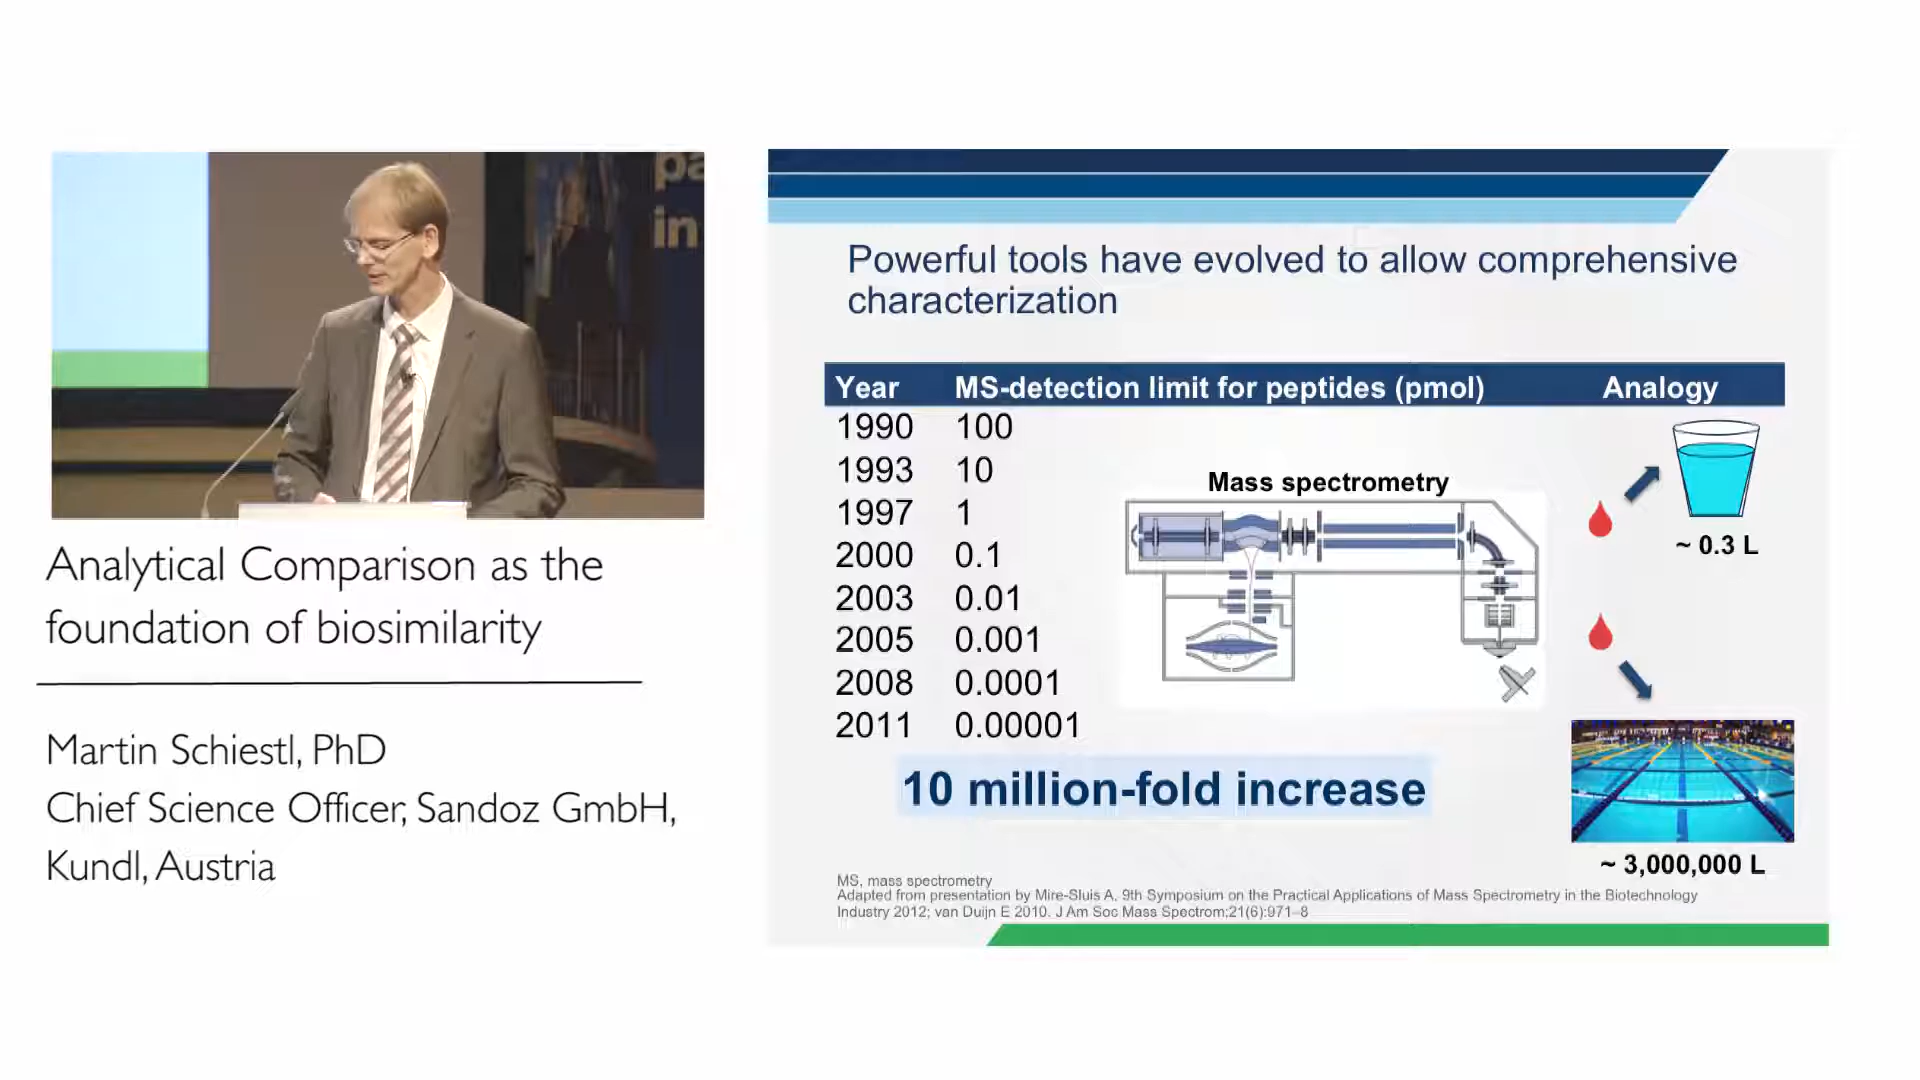 pa
in
Analytical Comparison as the
foundation of biosimilarity
Martin Schiestl, PhD
Chief Science Officer, Sandoz GmbH,
Kundl, Austria
Powerful tools have evolved to allow comprehensive
characterization
Year MS-detection limit for peptides (pmol) Analogy
1990 100
1993 10
1997 1
2000 0.1
2003 0.01
2005 0.001
2008 0.0001
2011 0.00001
Mass spectrometry
~ 0.3 L
10 million-fold increase
~ 3,000,000 L
MS, mass spectrometry
Adapted from presentation by Mire-Sluis A, 9th Symposium on the Practical Applications of Mass Spectrometry in the Biotechnology
Industry 2012; van Duijn E 2010. J Am Soc Mass Spectrom;21(6):971–8